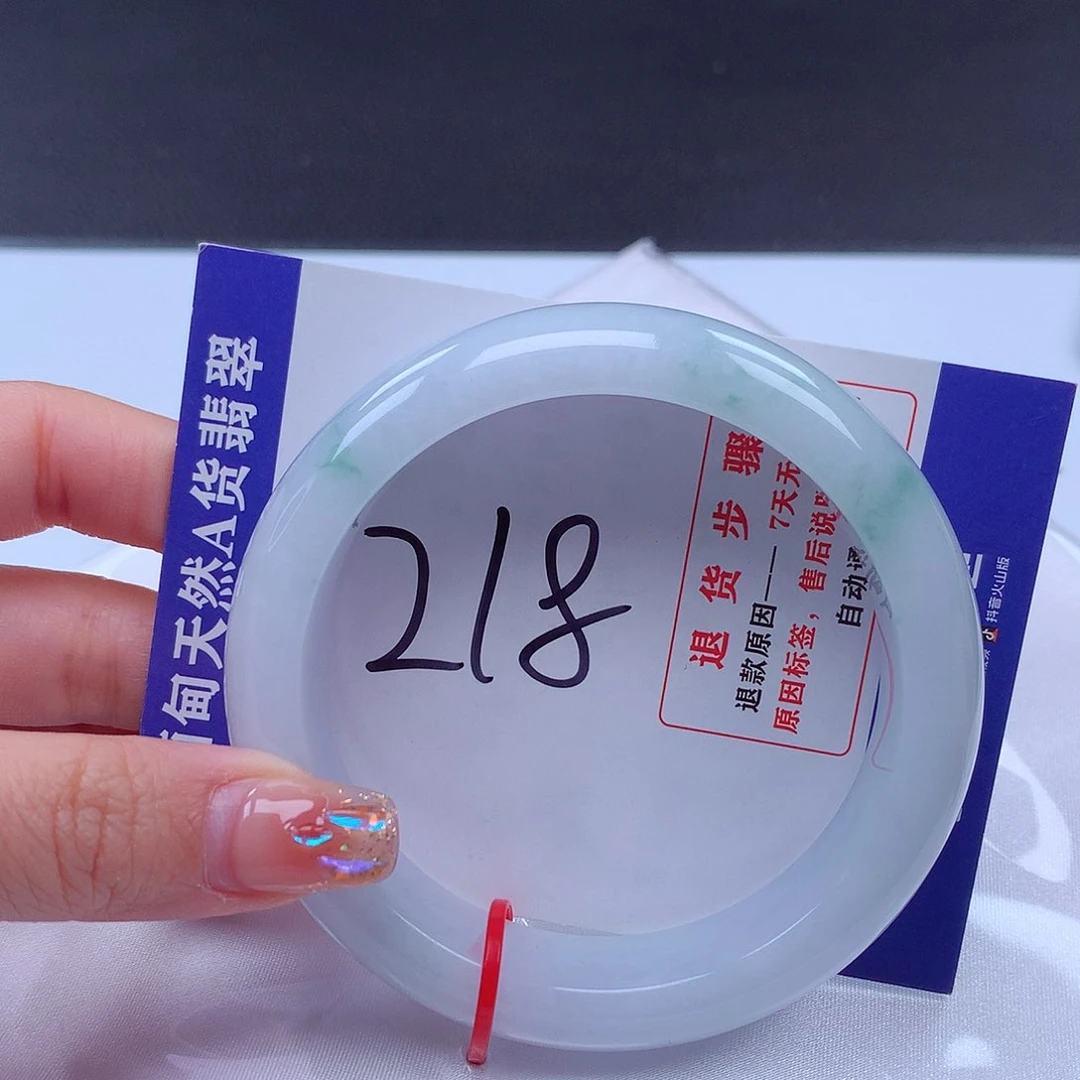 甸天然A货翡翠
218
退货步骤
退款原因——7天无
原因标签，售后说
自动
抖音火山版